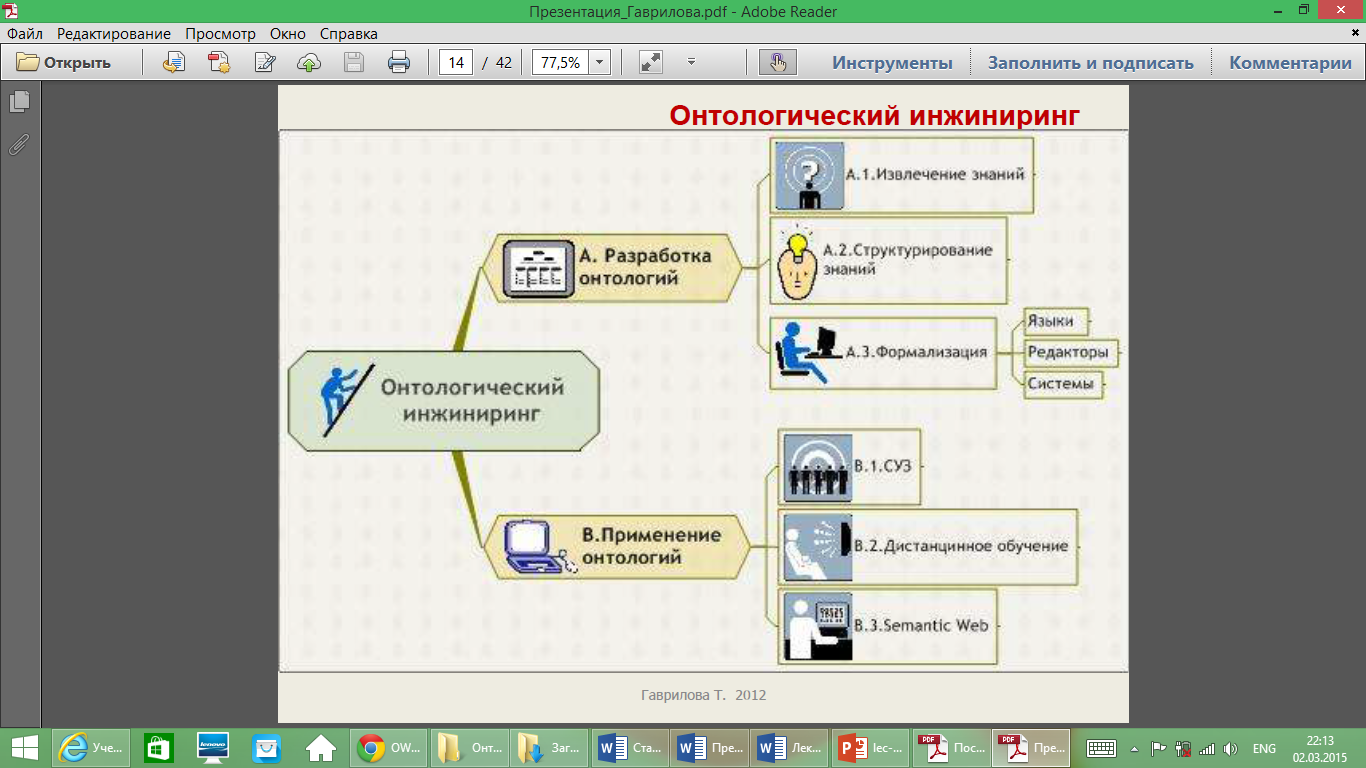 Презентация_Гаврилова.pdf - Adobe Reader
Файл Редактирование Просмотр Окно Справка
Открыть 14 / 42 77,5% Инструменты Заполнить и подписать Комментарии
Онтологический инжиниринг
А.1.Извлечение знаний
А. Разработка
онтологий
А.2.Структурирование
знаний
А.3.Формализация
Языки
Редакторы
Системы
Онтологический
инжиниринг
В.1.СУЗ
В.Применение
онтологий
В.2.Дистанцинное обучение
В.3.Semantic Web
Гаврилова Т. 2012
Уче... OW... Онт... Заг... Ста... Пре... Лек... lec-... Пос... Пре... ENG
22:13
02.03.2015